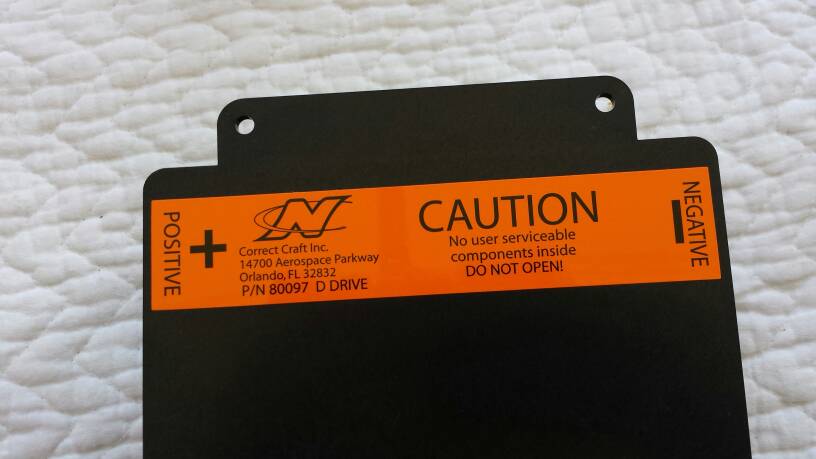 POSITIVE
+
N
Correct Craft Inc.
14700 Aerospace Parkway
Orlando, FL 32832
P/N 80097 D DRIVE
CAUTION
No user serviceable
components inside
DO NOT OPEN!
NEGATIVE
-